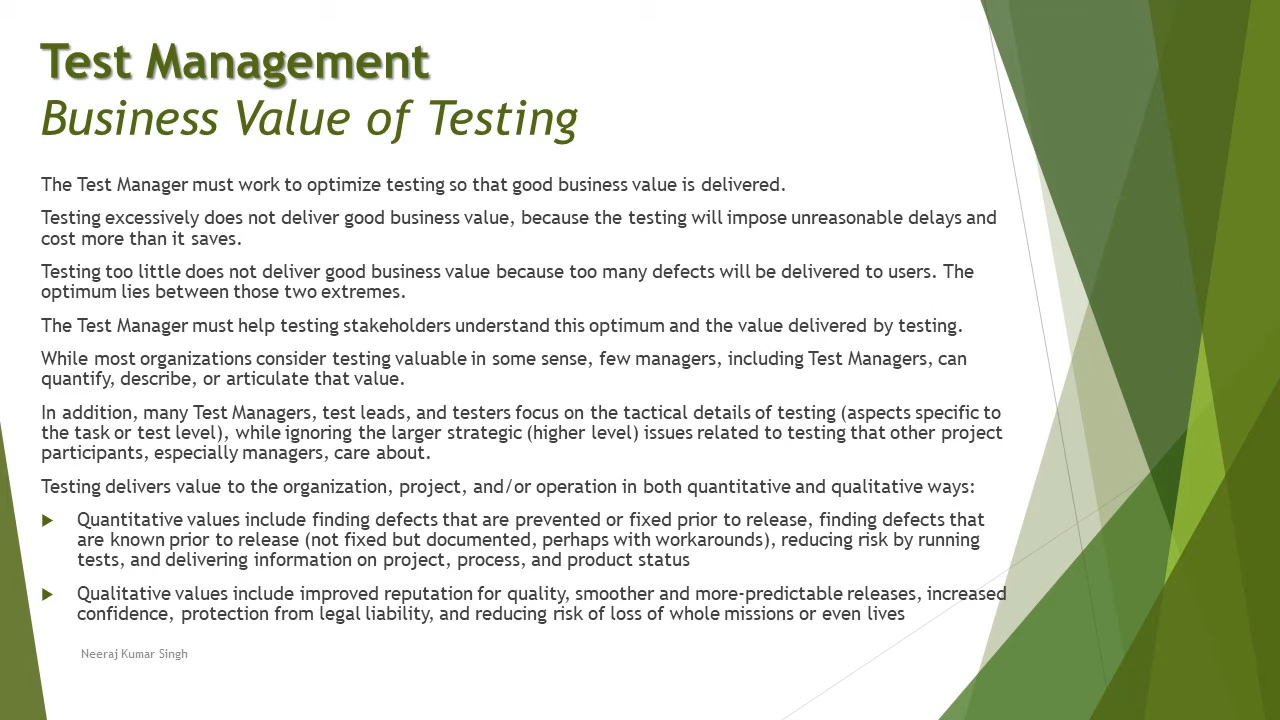 Test Management
Business Value of Testing
The Test Manager must work to optimize testing so that good business value is delivered.
Testing excessively does not deliver good business value, because the testing will impose unreasonable delays and
cost more than it saves.
Testing too little does not deliver good business value because too many defects will be delivered to users. The
optimum lies between those two extremes.
The Test Manager must help testing stakeholders understand this optimum and the value delivered by testing.
While most organizations consider testing valuable in some sense, few managers, including Test Managers, can
quantify, describe, or articulate that value.
In addition, many Test Managers, test leads, and testers focus on the tactical details of testing (aspects specific to
the task or test level), while ignoring the larger strategic (higher level) issues related to testing that other project
participants, especially managers, care about.
Testing delivers value to the organization, project, and/or operation in both quantitative and qualitative ways:
Quantitative values include finding defects that are prevented or fixed prior to release, finding defects that
are known prior to release (not fixed but documented, perhaps with workarounds), reducing risk by running
tests, and delivering information on project, process, and product status
Qualitative values include improved reputation for quality, smoother and more-predictable releases, increased
confidence, protection from legal liability, and reducing risk of loss of whole missions or even lives
Neeraj Kumar Singh